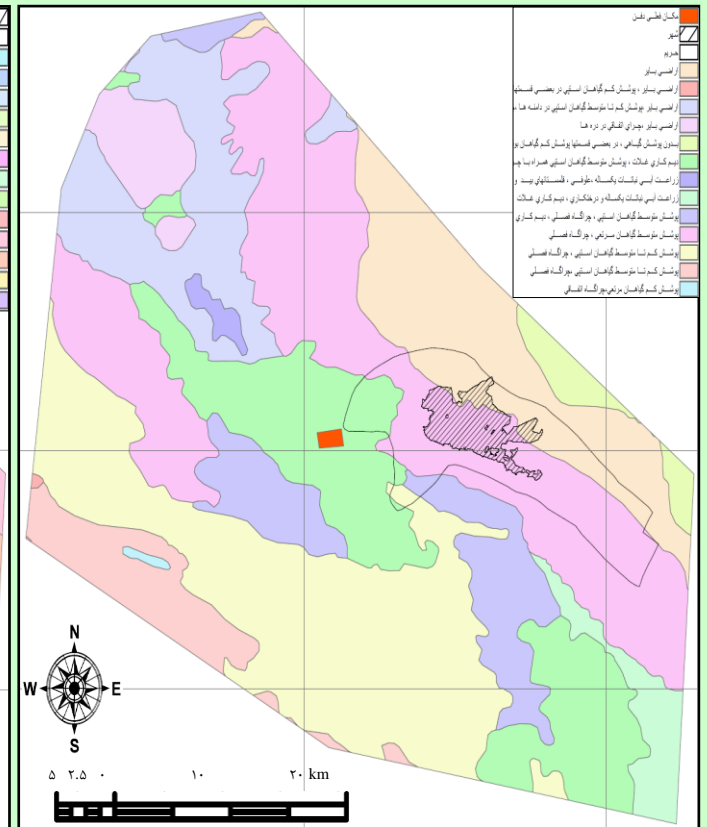 مکان فعلی دفن
شهر
حریم
اراضی بایر
اراضی بایر ، پوشش کم گیاهان استپی در بعضی قسمتها
اراضی بایر ،پوشش کم تا متوسط گیاهان استپی در دامنه ها
اراضی بایر ،چرای اتفاقی در دره ها
بدون پوشش گیاهی ، در بعضی قسمتها پوشش کم گیاهان
دیم کاری غلات ، پوشش متوسط گیاهان استپی همراه با
زراعت آبی نباتات یکساله ،علوفی ، قلمستانهای بید و
زراعت آبی نباتات یکساله و درختکاری ، دیم کاری غلات
پوشش متوسط گیاهان استپی ، چراگاه فصلی ، دیم کاری
پوشش متوسط گیاهان مرتعی ، چراگاه فصلی
پوشش کم تا متوسط گیاهان استپی ، چراگاه فصلی
پوشش کم تا متوسط گیاهان استپی ،چراگاه فصلی
پوشش کم گیاهان مرتعی،چراگاه اتفاقی
N
W E
S
۵ ۲.۵ ۰ ۱۰ ۲۰ km